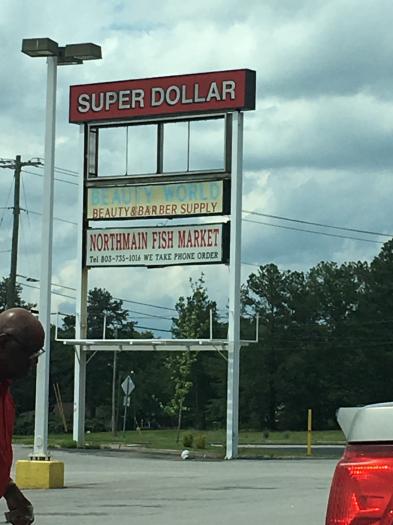 SUPER DOLLAR
BEAUTY WORLD
BEAUTY & BARBER SUPPLY
NORTHMAIN FISH MARKET
Tel 803-735-1016 WE TAKE PHONE ORDER